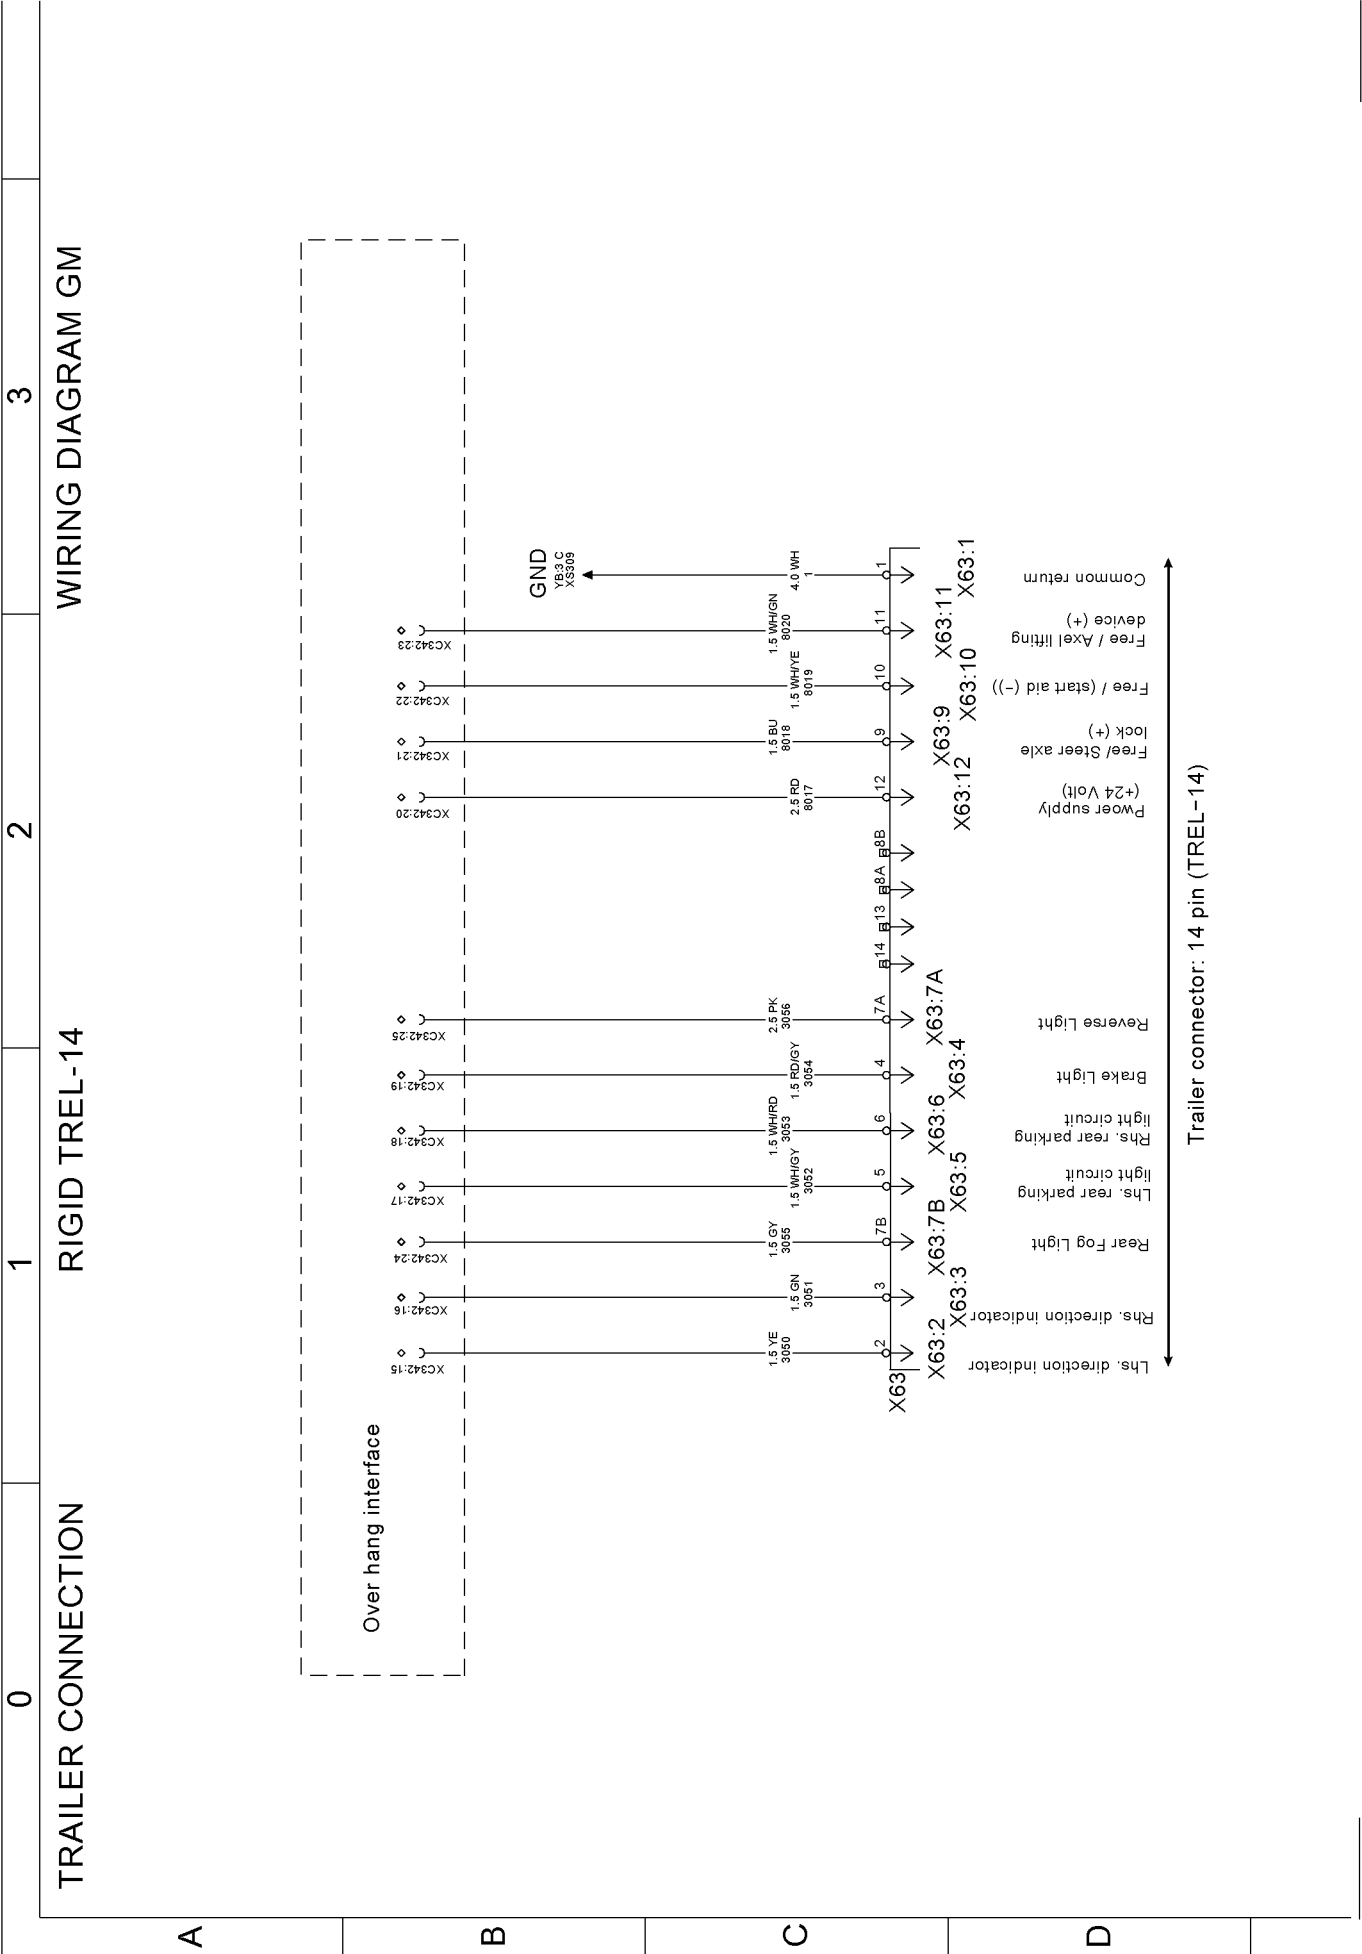 0
1
2
3
TRAILER CONNECTION
RIGID TREL-14
WIRING DIAGRAM GM
A
B
C
D
Over hang interface
XC342:15
XC342:16
XC342:24
XC342:17
XC342:18
XC342:19
XC342:25
XC342:20
XC342:21
XC342:22
XC342:23
GND
YB:3.C
XS309
1.5 YE
3050
1.5 GN
3051
1.5 GY
3055
1.5 WH/GY
3052
1.5 WH/RD
3053
1.5 RD/GY
3054
2.5 PK
3056
2.5 RD
8017
1.5 BU
8018
1.5 WH/YE
8019
1.5 WH/GN
8020
4.0 WH
1
2
3
7B
5
6
4
7A
14
13
8A
8B
12
9
10
11
1
X63
X63:2
X63:3
X63:7B
X63:5
X63:6
X63:4
X63:7A
X63:12
X63:9
X63:10
X63:11
X63:1
Lhs. direction indicator
Rhs. direction indicator
Rear Fog Light
Lhs. rear parking
light circuit
Rhs. rear parking
light circuit
Brake Light
Reverse Light
Pwoer supply
(+24 Volt)
Free/ Steer axle
lock (+)
Free / (start aid (-))
Free / Axel lifting
device (+)
Common return
Trailer connector: 14 pin (TREL-14)